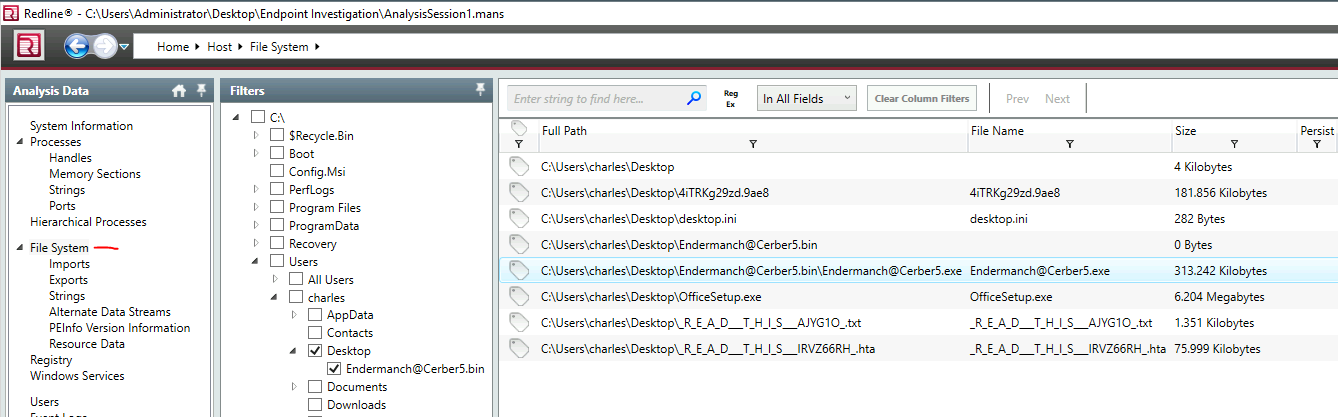 Redline® - C:\Users\Administrator\Desktop\Endpoint Investigation\AnalysisSession1.mans
Home Host File System
Analysis Data
System Information
Processes
Handles
Memory Sections
Strings
Ports
Hierarchical Processes
File System
Imports
Exports
Strings
Alternate Data Streams
PEInfo Version Information
Resource Data
Registry
Windows Services
Users
Event Logs
Filters
C:\
$Recycle.Bin
Boot
Config.Msi
PerfLogs
Program Files
ProgramData
Recovery
Users
All Users
charles
AppData
Contacts
Desktop
Endermanch@Cerber5.bin
Documents
Downloads
Enter string to find here... Reg Ex In All Fields Clear Column Filters Prev Next
Full Path File Name Size Persist
C:\Users\charles\Desktop 4 Kilobytes
C:\Users\charles\Desktop\4iTRKg29zd.9ae8 4iTRKg29zd.9ae8 181.856 Kilobytes
C:\Users\charles\Desktop\desktop.ini desktop.ini 282 Bytes
C:\Users\charles\Desktop\Endermanch@Cerber5.bin 0 Bytes
C:\Users\charles\Desktop\Endermanch@Cerber5.bin\Endermanch@Cerber5.exe Endermanch@Cerber5.exe 313.242 Kilobytes
C:\Users\charles\Desktop\OfficeSetup.exe OfficeSetup.exe 6.204 Megabytes
C:\Users\charles\Desktop\_R_E_A_D___T_H_I_S___AJYG1O_.txt _R_E_A_D___T_H_I_S___AJYG1O_.txt 1.351 Kilobytes
C:\Users\charles\Desktop\_R_E_A_D___T_H_I_S___IRVZ66RH_.hta _R_E_A_D___T_H_I_S___IRVZ66RH_.hta 75.999 Kilobytes